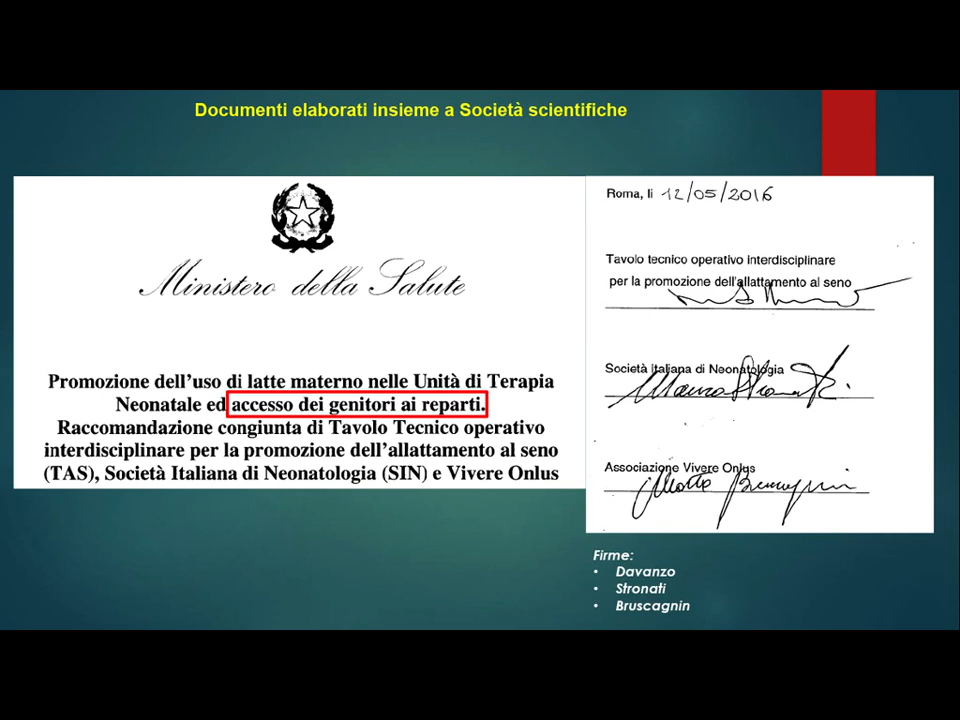 Documenti elaborati insieme a Società scientifiche
Ministero della Salute
Promozione dell'uso di latte materno nelle Unità di Terapia
Neonatale ed accesso dei genitori ai reparti.
Raccomandazione congiunta di Tavolo Tecnico operativo
interdisciplinare per la promozione dell'allattamento al seno
(TAS), Società Italiana di Neonatologia (SIN) e Vivere Onlus
Roma, lì 12/05/2016
Tavolo tecnico operativo interdisciplinare
per la promozione dell'allattamento al seno
Società Italiana di Neonatologia
Associazione Vivere Onlus
Firme:
• Davanzo
• Stronati
• Bruscagnin